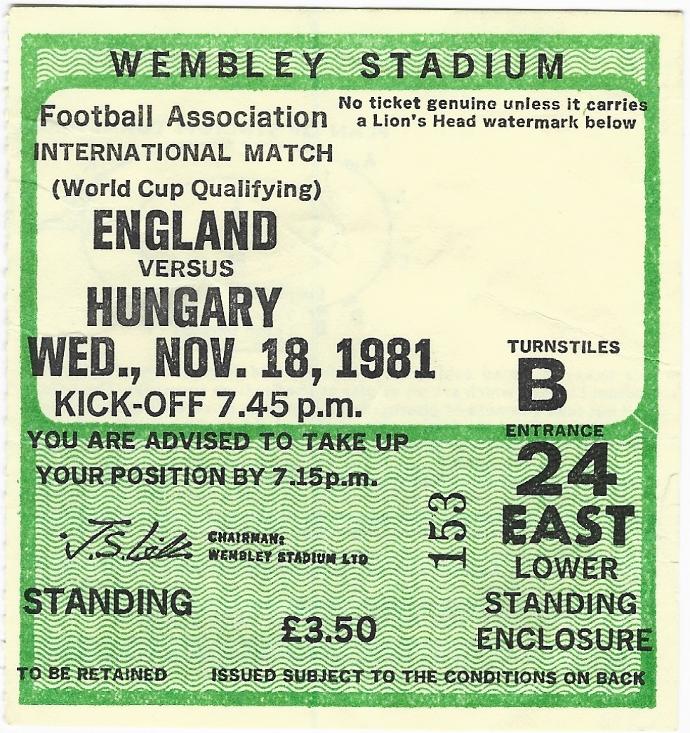 WEMBLEY STADIUM
Football Association
INTERNATIONAL MATCH
(World Cup Qualifying)
ENGLAND
VERSUS
HUNGARY
WED., NOV. 18, 1981
KICK-OFF 7.45 p.m.
No ticket genuine unless it carries
a Lion's Head watermark below
TURNSTILES
B
ENTRANCE
24
EAST
LOWER
STANDING
ENCLOSURE
YOU ARE ADVISED TO TAKE UP
YOUR POSITION BY 7.15p.m.
CHAIRMAN:
WEMBLEY STADIUM LTD
153
STANDING
£3.50
TO BE RETAINED ISSUED SUBJECT TO THE CONDITIONS ON BACK